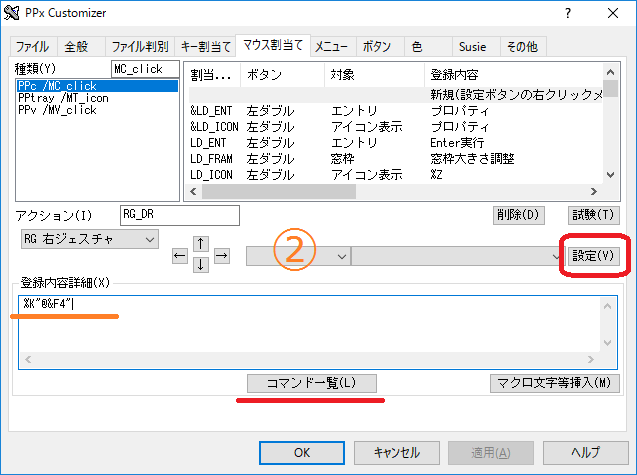 PPx Customizer
ファイル 全般 ファイル判別 キー割当て マウス割当て メニュー ボタン 色 Susie その他
種類(Y) MC_click
PPc /MC_click
PPtray /MT_icon
PPv /MV_click
割当... ボタン 対象 登録内容
新規(設定ボタンの右クリックメ
&LD_ENT 左ダブル エントリ プロパティ
&LD_ICON 左ダブル アイコン表示 プロパティ
LD_ENT 左ダブル エントリ Enter実行
LD_FRAM 左ダブル 窓枠 窓枠大きさ調整
LD_ICON 左ダブル アイコン表示 %Z
アクション(I) RG_DR 削除(D) 試験(T)
RG 右ジェスチャ ← ↑ ↓ → ② 設定(V)
登録内容詳細(X)
%K"@&F4"
コマンド一覧(L) マクロ文字等挿入(M)
OK キャンセル 適用(A) ヘルプ